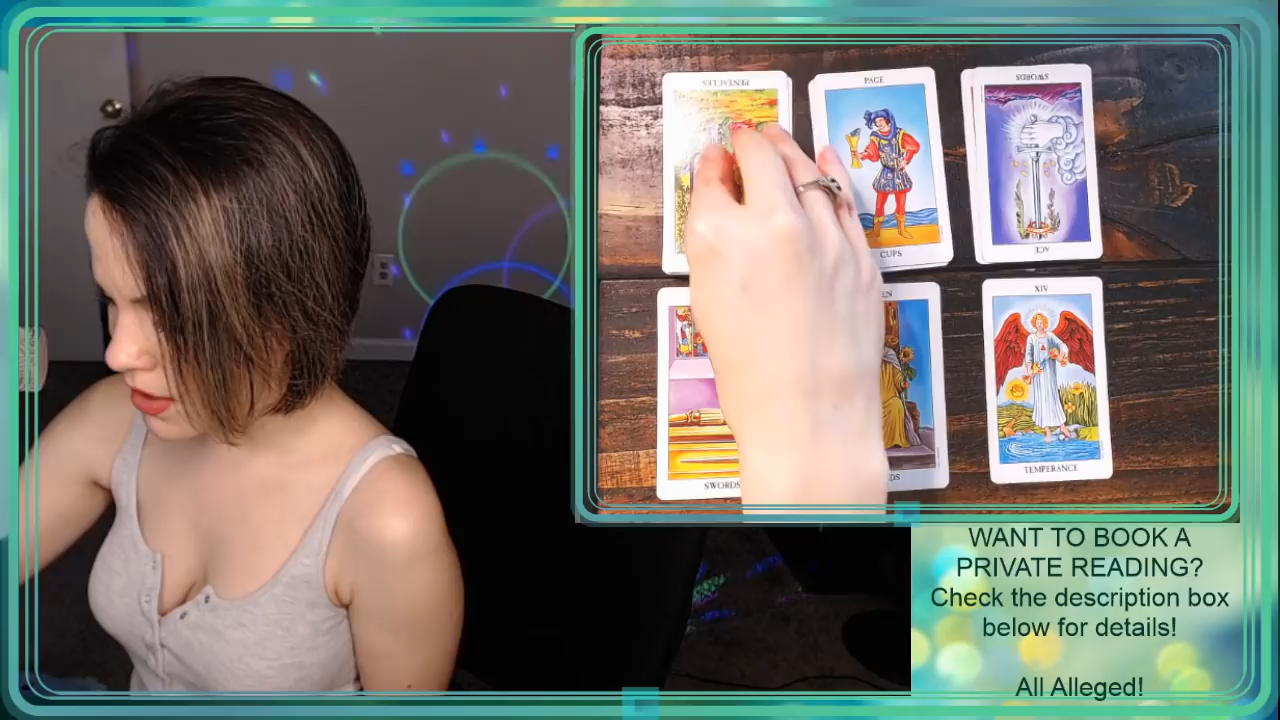 PENTACLES
PAGE
CUPS
SWORDS
ACE
SWORDS
XIV
TEMPERANCE
WANT TO BOOK A
PRIVATE READING?
Check the description box
below for details!
All Alleged!